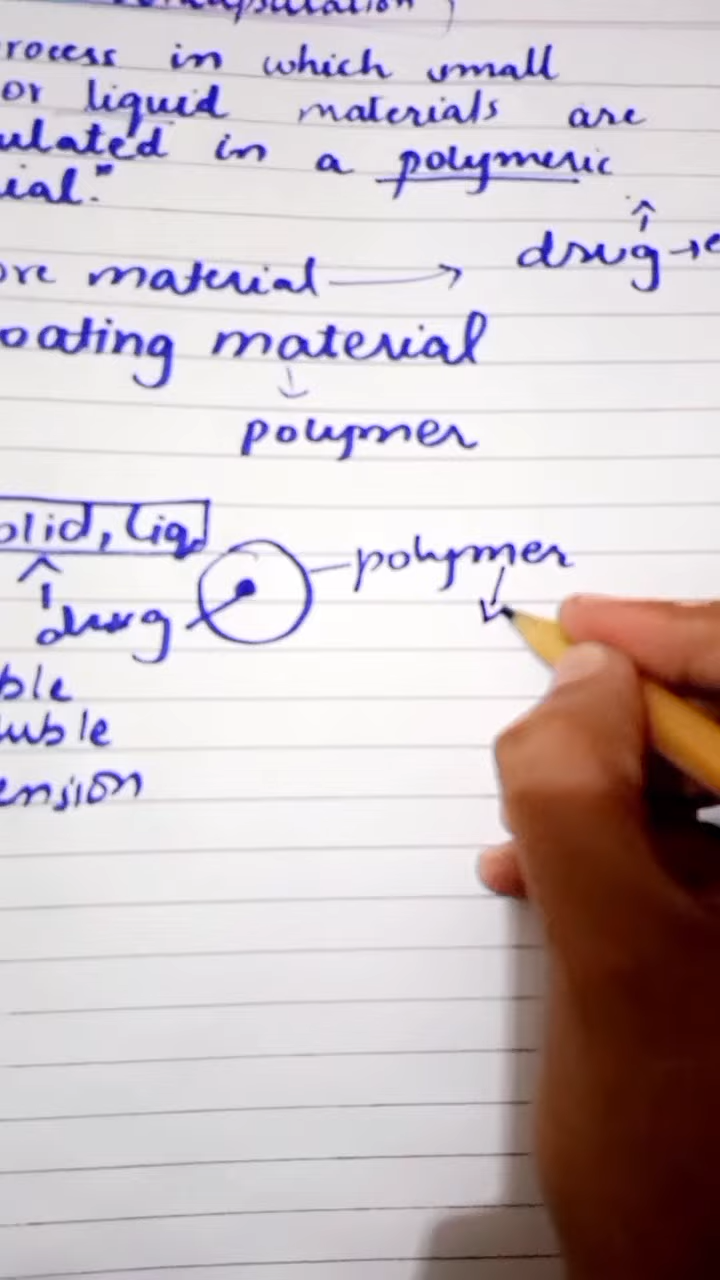 rocess in which small
or liquid materials are
ulated in a polymeric
ial."
drug → e
ore material →
oating material
polymer
olid, liq
polymer
drug
ble
uble
ension